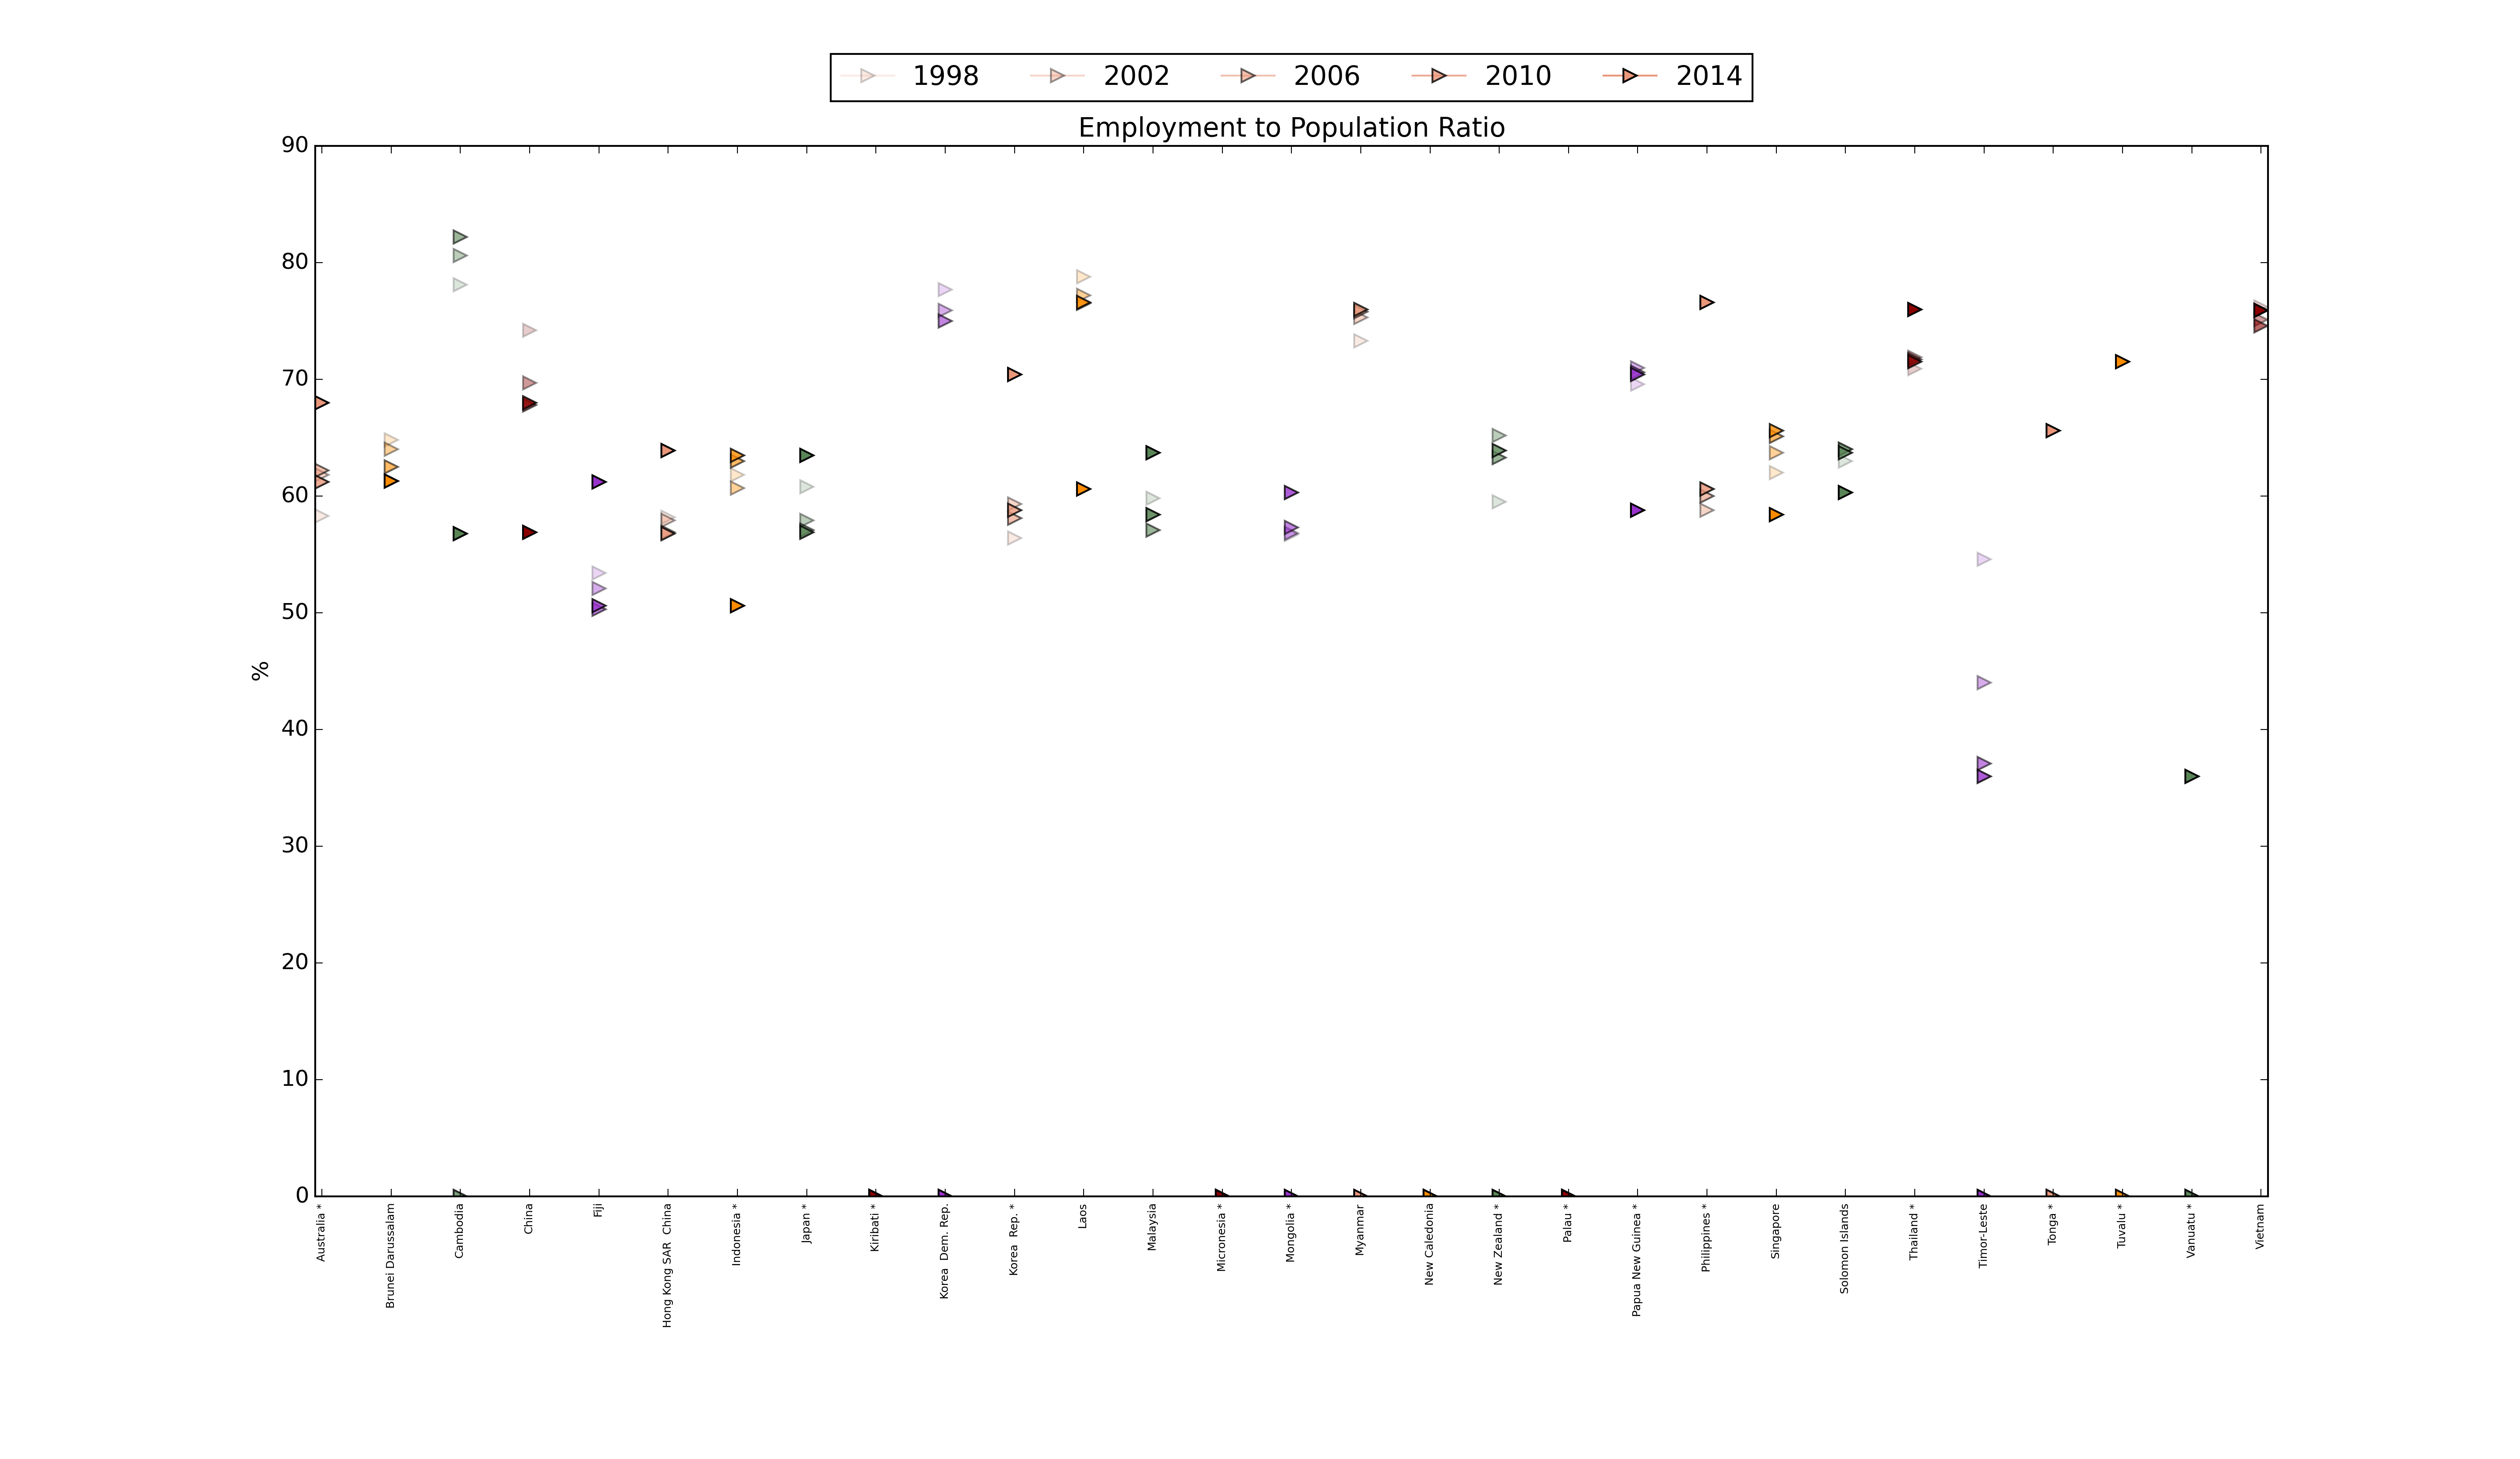 1998 2002 2006 2010 2014
Employment to Population Ratio
90
80
70
60
50
40
30
20
10
0
%
Australia *
Brunei Darussalam
Cambodia
China
Fiji
Hong Kong SAR  China
Indonesia *
Japan *
Kiribati *
Korea  Dem. Rep.
Korea  Rep. *
Laos
Malaysia
Micronesia *
Mongolia *
Myanmar
New Caledonia
New Zealand *
Palau *
Papua New Guinea *
Philippines *
Singapore
Solomon Islands
Thailand *
Timor-Leste
Tonga *
Tuvalu *
Vanuatu *
Vietnam